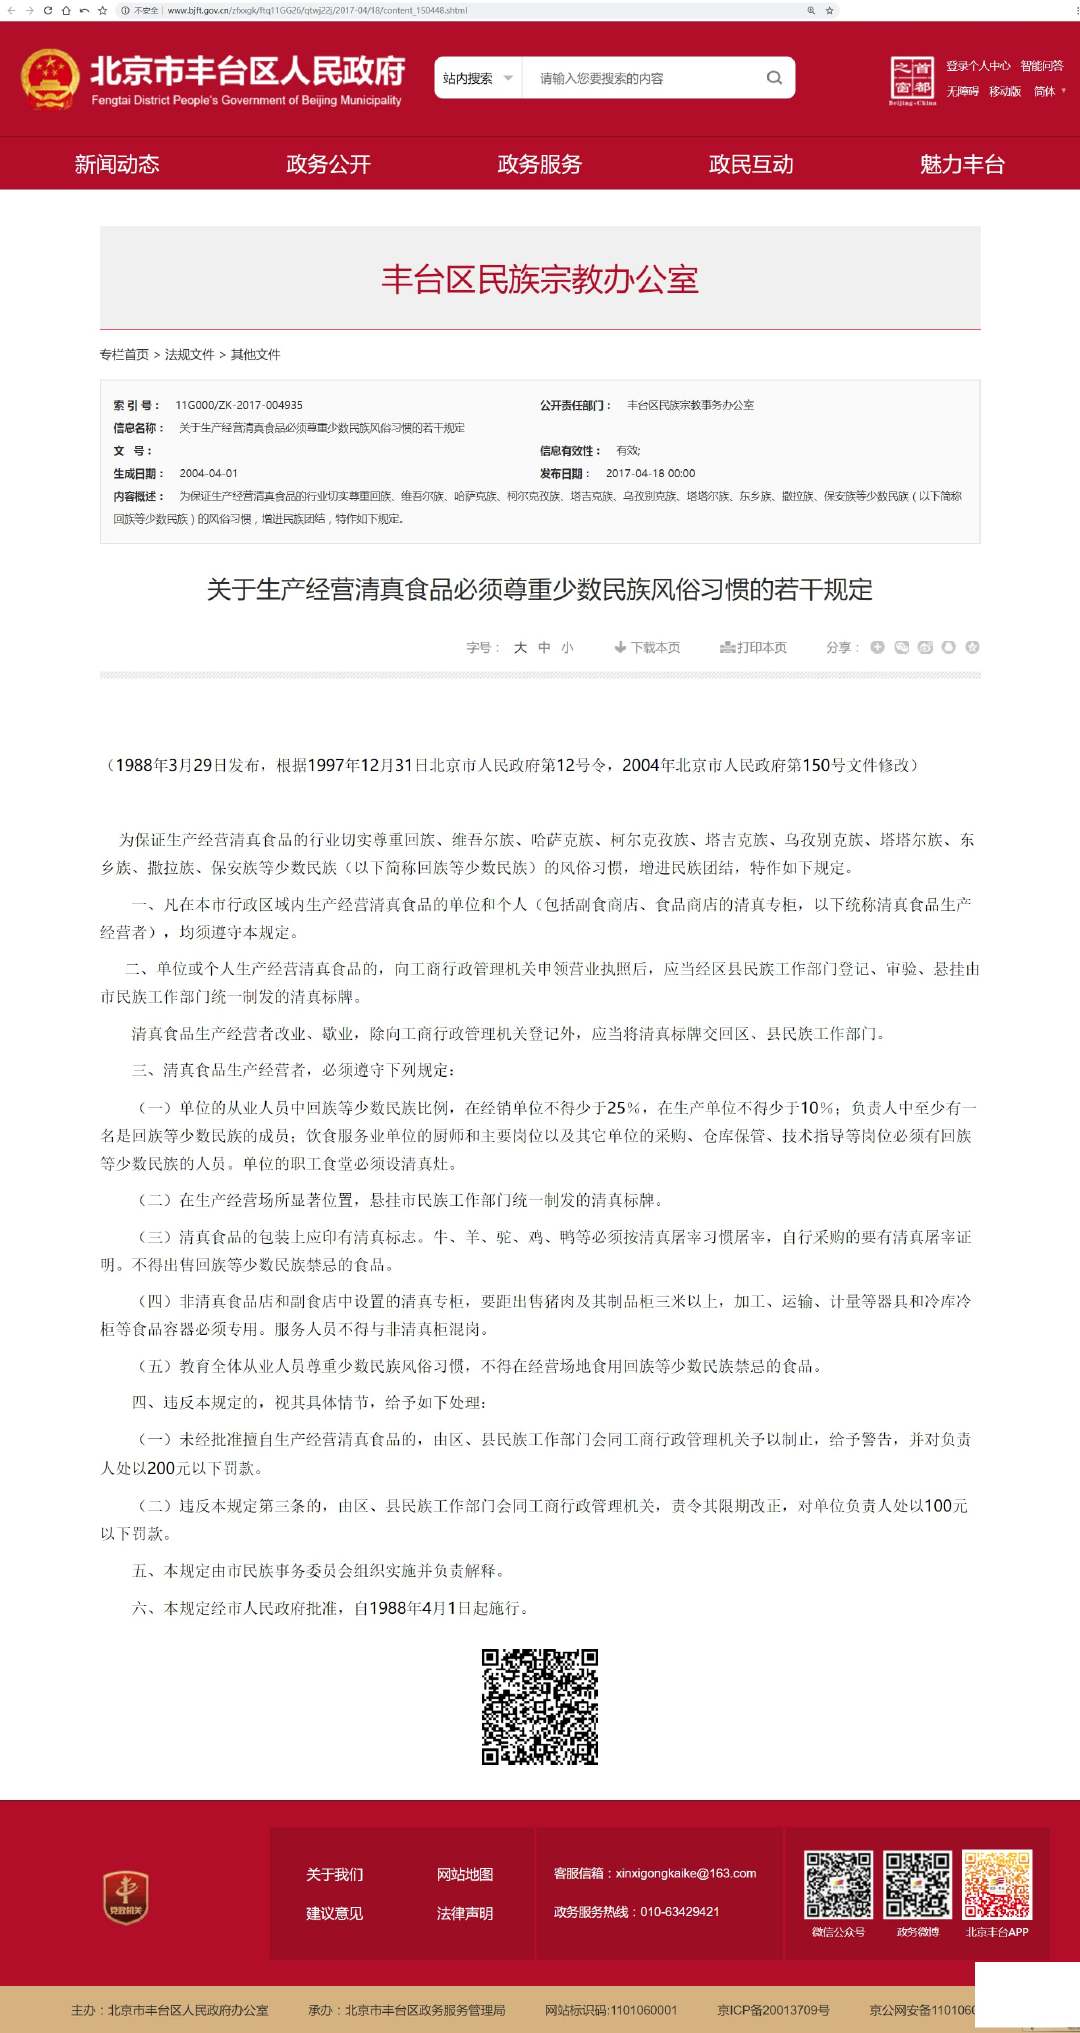 不安全 | www.bjft.gov.cn/zfxxgk/ftq11GG26/qtwj22j/2017-04/18/content_150448.shtml
北京市丰台区人民政府
Fengtai District People's Government of Beijing Municipality
站内搜索 请输入您要搜索的内容
首都之窗
Beijing-China
登录个人中心 智能问答
无障碍 移动版 简体
新闻动态 政务公开 政务服务 政民互动 魅力丰台
丰台区民族宗教办公室
专栏首页 > 法规文件 > 其他文件
索 引 号： 11G000/ZK-2017-004935 公开责任部门： 丰台区民族宗教事务办公室
信息名称： 关于生产经营清真食品必须尊重少数民族风俗习惯的若干规定
文 号： 信息有效性： 有效;
生成日期： 2004-04-01 发布日期： 2017-04-18 00:00
内容概述： 为保证生产经营清真食品的行业切实尊重回族、维吾尔族、哈萨克族、柯尔克孜族、塔吉克族、乌孜别克族、塔塔尔族、东乡族、撒拉族、保安族等少数民族（以下简称
回族等少数民族）的风俗习惯，增进民族团结，特作如下规定。
关于生产经营清真食品必须尊重少数民族风俗习惯的若干规定
字号： 大 中 小 下载本页 打印本页 分享：
（1988年3月29日发布，根据1997年12月31日北京市人民政府第12号令，2004年北京市人民政府第150号文件修改）
为保证生产经营清真食品的行业切实尊重回族、维吾尔族、哈萨克族、柯尔克孜族、塔吉克族、乌孜别克族、塔塔尔族、东
乡族、撒拉族、保安族等少数民族（以下简称回族等少数民族）的风俗习惯，增进民族团结，特作如下规定。
一、凡在本市行政区域内生产经营清真食品的单位和个人（包括副食商店、食品商店的清真专柜，以下统称清真食品生产
经营者），均须遵守本规定。
二、单位或个人生产经营清真食品的，向工商行政管理机关申领营业执照后，应当经区县民族工作部门登记、审验、悬挂由
市民族工作部门统一制发的清真标牌。
清真食品生产经营者改业、歇业，除向工商行政管理机关登记外，应当将清真标牌交回区、县民族工作部门。
三、清真食品生产经营者，必须遵守下列规定：
（一）单位的从业人员中回族等少数民族比例，在经销单位不得少于25％，在生产单位不得少于10％；负责人中至少有一
名是回族等少数民族的成员；饮食服务业单位的厨师和主要岗位以及其它单位的采购、仓库保管、技术指导等岗位必须有回族
等少数民族的人员。单位的职工食堂必须设清真灶。
（二）在生产经营场所显著位置，悬挂市民族工作部门统一制发的清真标牌。
（三）清真食品的包装上应印有清真标志。牛、羊、驼、鸡、鸭等必须按清真屠宰习惯屠宰，自行采购的要有清真屠宰证
明。不得出售回族等少数民族禁忌的食品。
（四）非清真食品店和副食店中设置的清真专柜，要距出售猪肉及其制品柜三米以上，加工、运输、计量等器具和冷库冷
柜等食品容器必须专用。服务人员不得与非清真柜混岗。
（五）教育全体从业人员尊重少数民族风俗习惯，不得在经营场地食用回族等少数民族禁忌的食品。
四、违反本规定的，视其具体情节，给予如下处理：
（一）未经批准擅自生产经营清真食品的，由区、县民族工作部门会同工商行政管理机关予以制止，给予警告，并对负责
人处以200元以下罚款。
（二）违反本规定第三条的，由区、县民族工作部门会同工商行政管理机关，责令其限期改正，对单位负责人处以100元
以下罚款。
五、本规定由市民族事务委员会组织实施并负责解释。
六、本规定经市人民政府批准，自1988年4月1日起施行。
党政机关
关于我们 网站地图
建议意见 法律声明
客服信箱：xinxigongkaike@163.com
政务服务热线：010-63429421
微信公众号 政务微博 北京丰台APP
主办：北京市丰台区人民政府办公室 承办：北京市丰台区政务服务管理局 网站标识码:1101060001 京ICP备20013709号 京公网安备110106